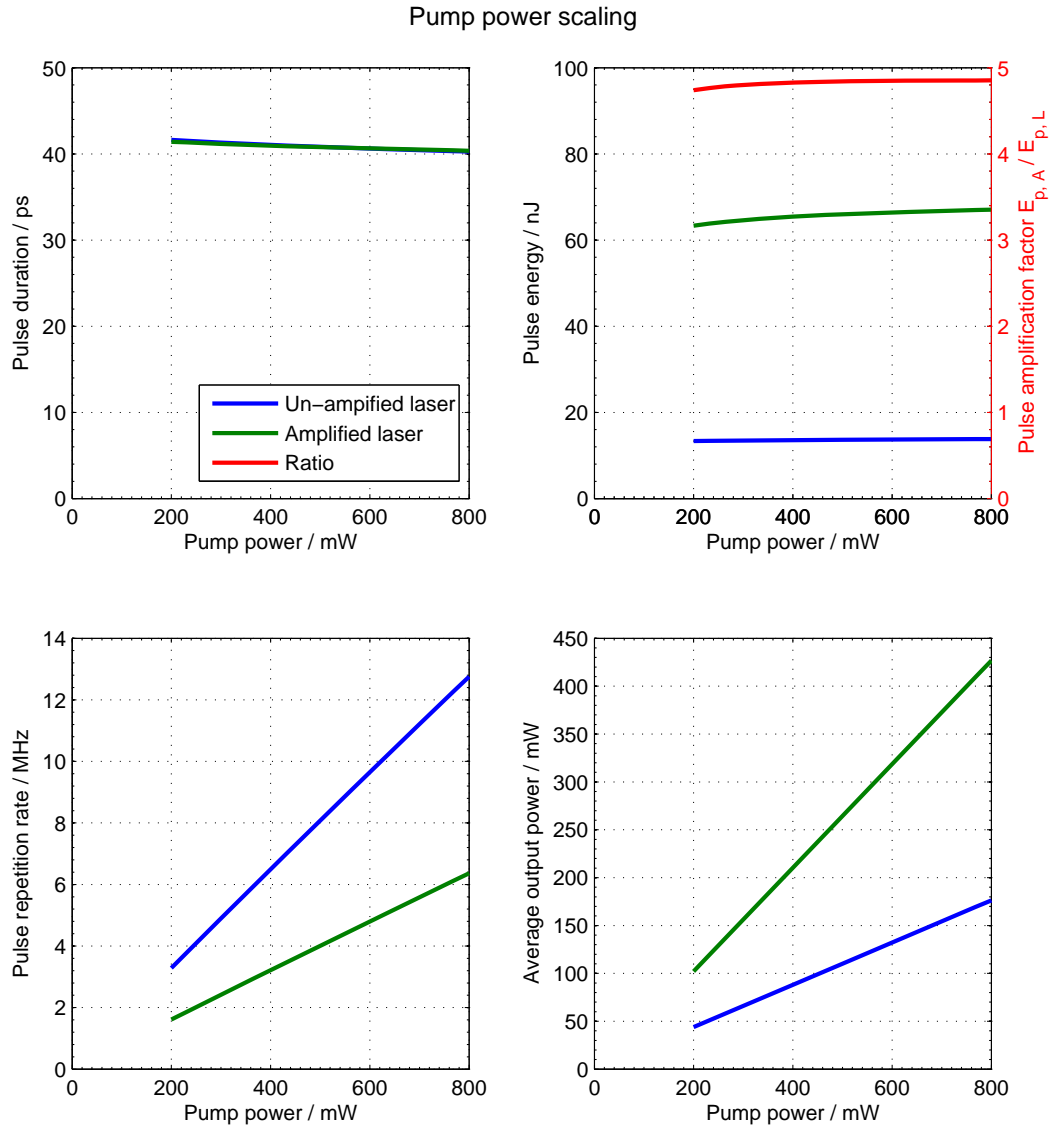 Pump power scaling
50
40
30
20
10
0
Pulse duration / ps
Un-ampified laser
Amplified laser
Ratio
0 200 400 600 800
Pump power / mW
100
80
60
40
20
0
Pulse energy / nJ
5
4
3
2
1
0
Pulse amplification factor E_p, A / E_p, L
0 200 400 600 800
Pump power / mW
14
12
10
8
6
4
2
0
Pulse repetition rate / MHz
0 200 400 600 800
Pump power / mW
450
400
350
300
250
200
150
100
50
0
Average output power / mW
0 200 400 600 800
Pump power / mW